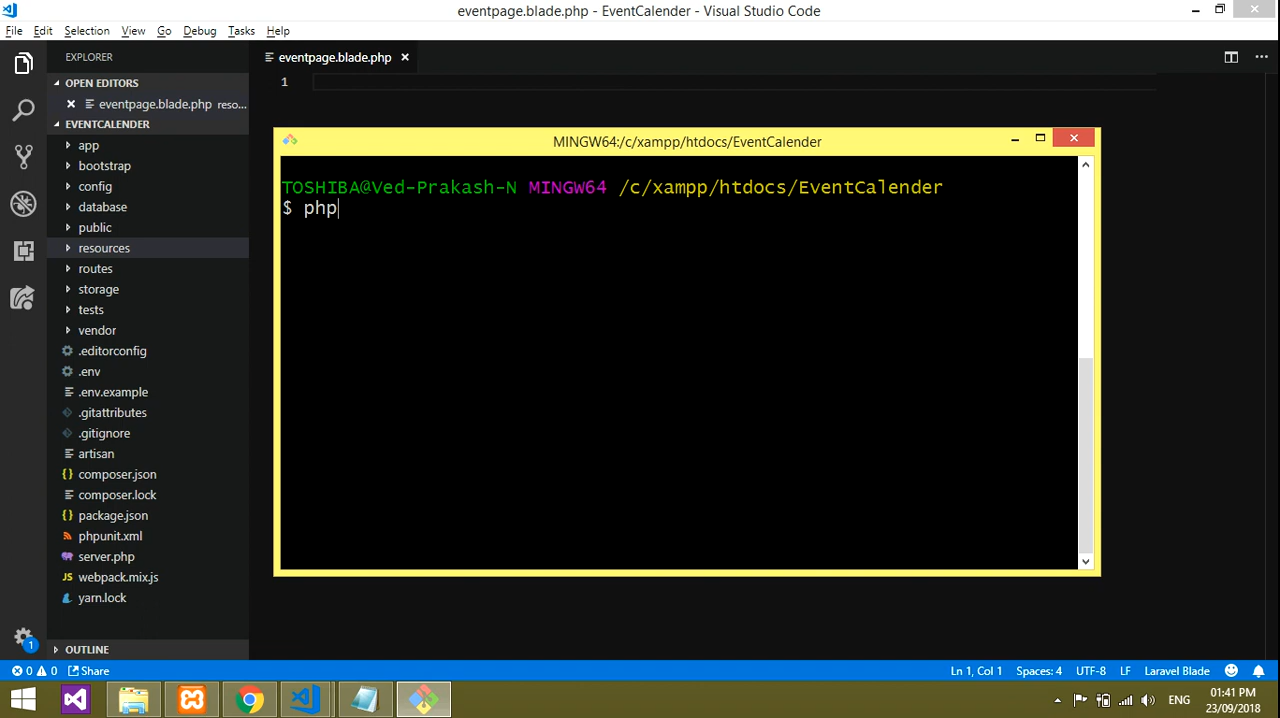 eventpage.blade.php - EventCalender - Visual Studio Code
File Edit Selection View Go Debug Tasks Help
EXPLORER
eventpage.blade.php
OPEN EDITORS
eventpage.blade.php reso...
EVENTCALENDER
app
bootstrap
config
database
public
resources
routes
storage
tests
vendor
.editorconfig
.env
.env.example
.gitattributes
.gitignore
artisan
{} composer.json
composer.lock
{} package.json
phpunit.xml
server.php
JS webpack.mix.js
yarn.lock
OUTLINE
1
MINGW64:/c/xampp/htdocs/EventCalender
TOSHIBA@Ved-Prakash-N MINGW64 /c/xampp/htdocs/EventCalender
$ php
1
0 0 Share
Ln 1, Col 1 Spaces: 4 UTF-8 LF Laravel Blade
ENG
01:41 PM
23/09/2018